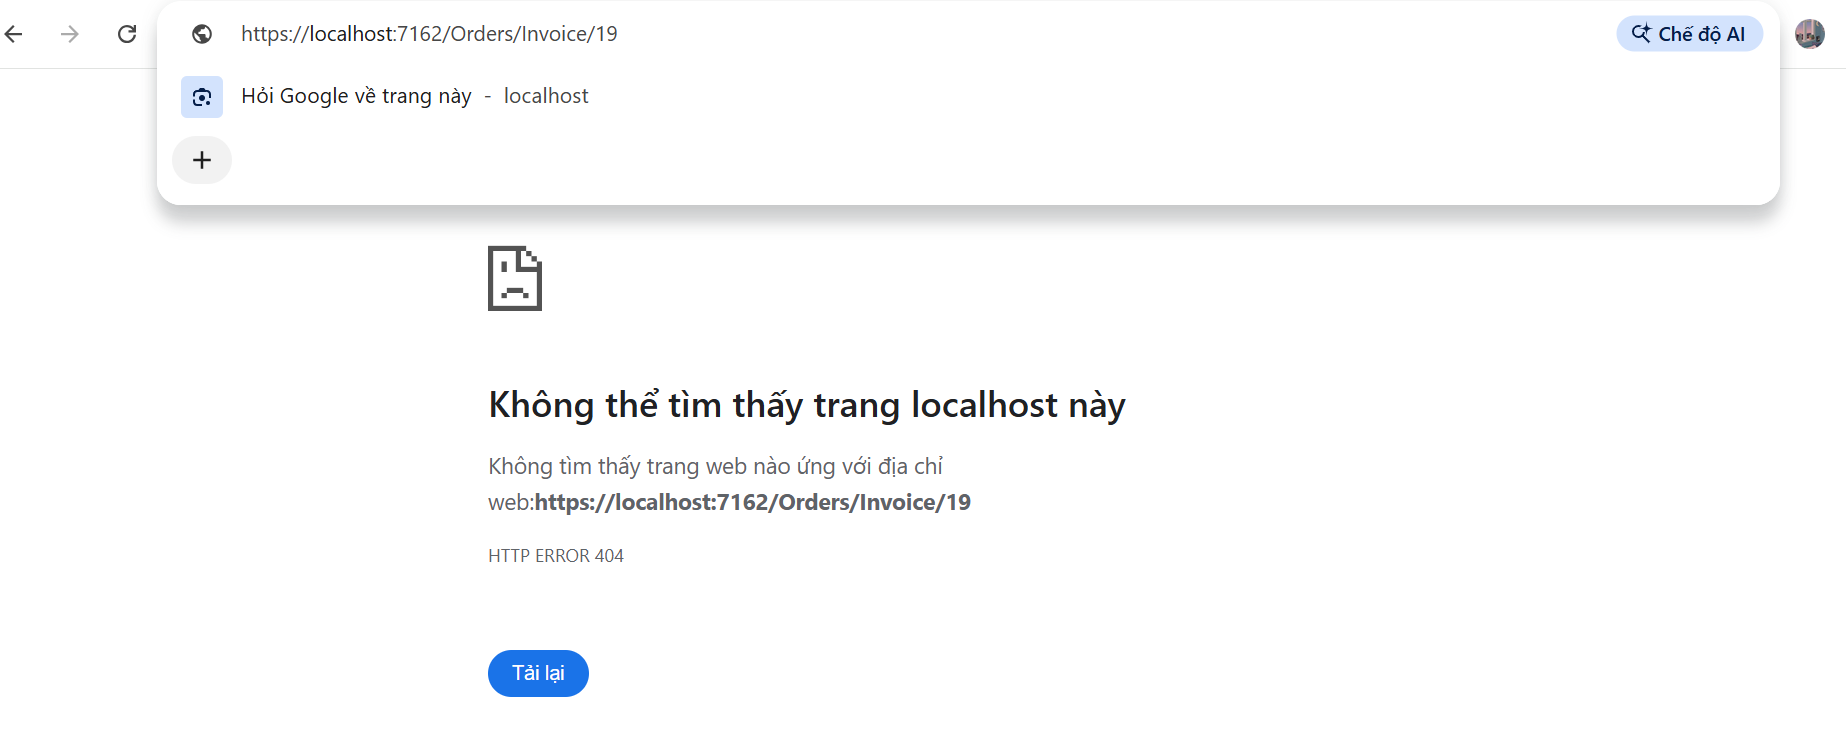 https://localhost:7162/Orders/Invoice/19
Chế độ AI
Hỏi Google về trang này - localhost
Không thể tìm thấy trang localhost này
Không tìm thấy trang web nào ứng với địa chỉ
web:https://localhost:7162/Orders/Invoice/19
HTTP ERROR 404
Tải lại